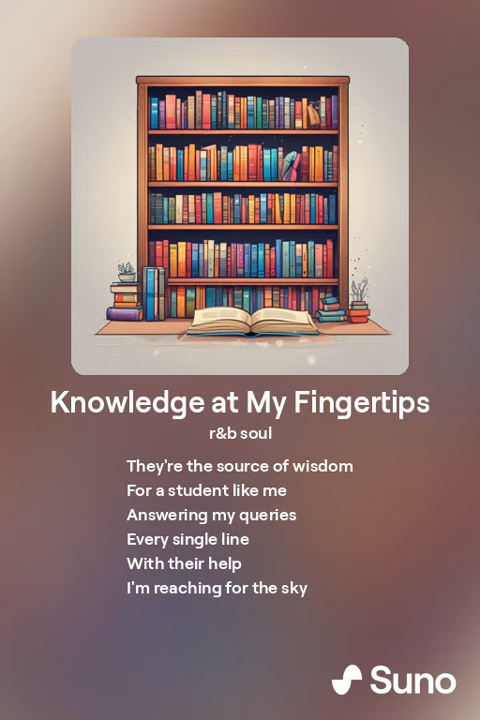 Knowledge at My Fingertips
r&b soul
They're the source of wisdom
For a student like me
Answering my queries
Every single line
With their help
I'm reaching for the sky
Suno